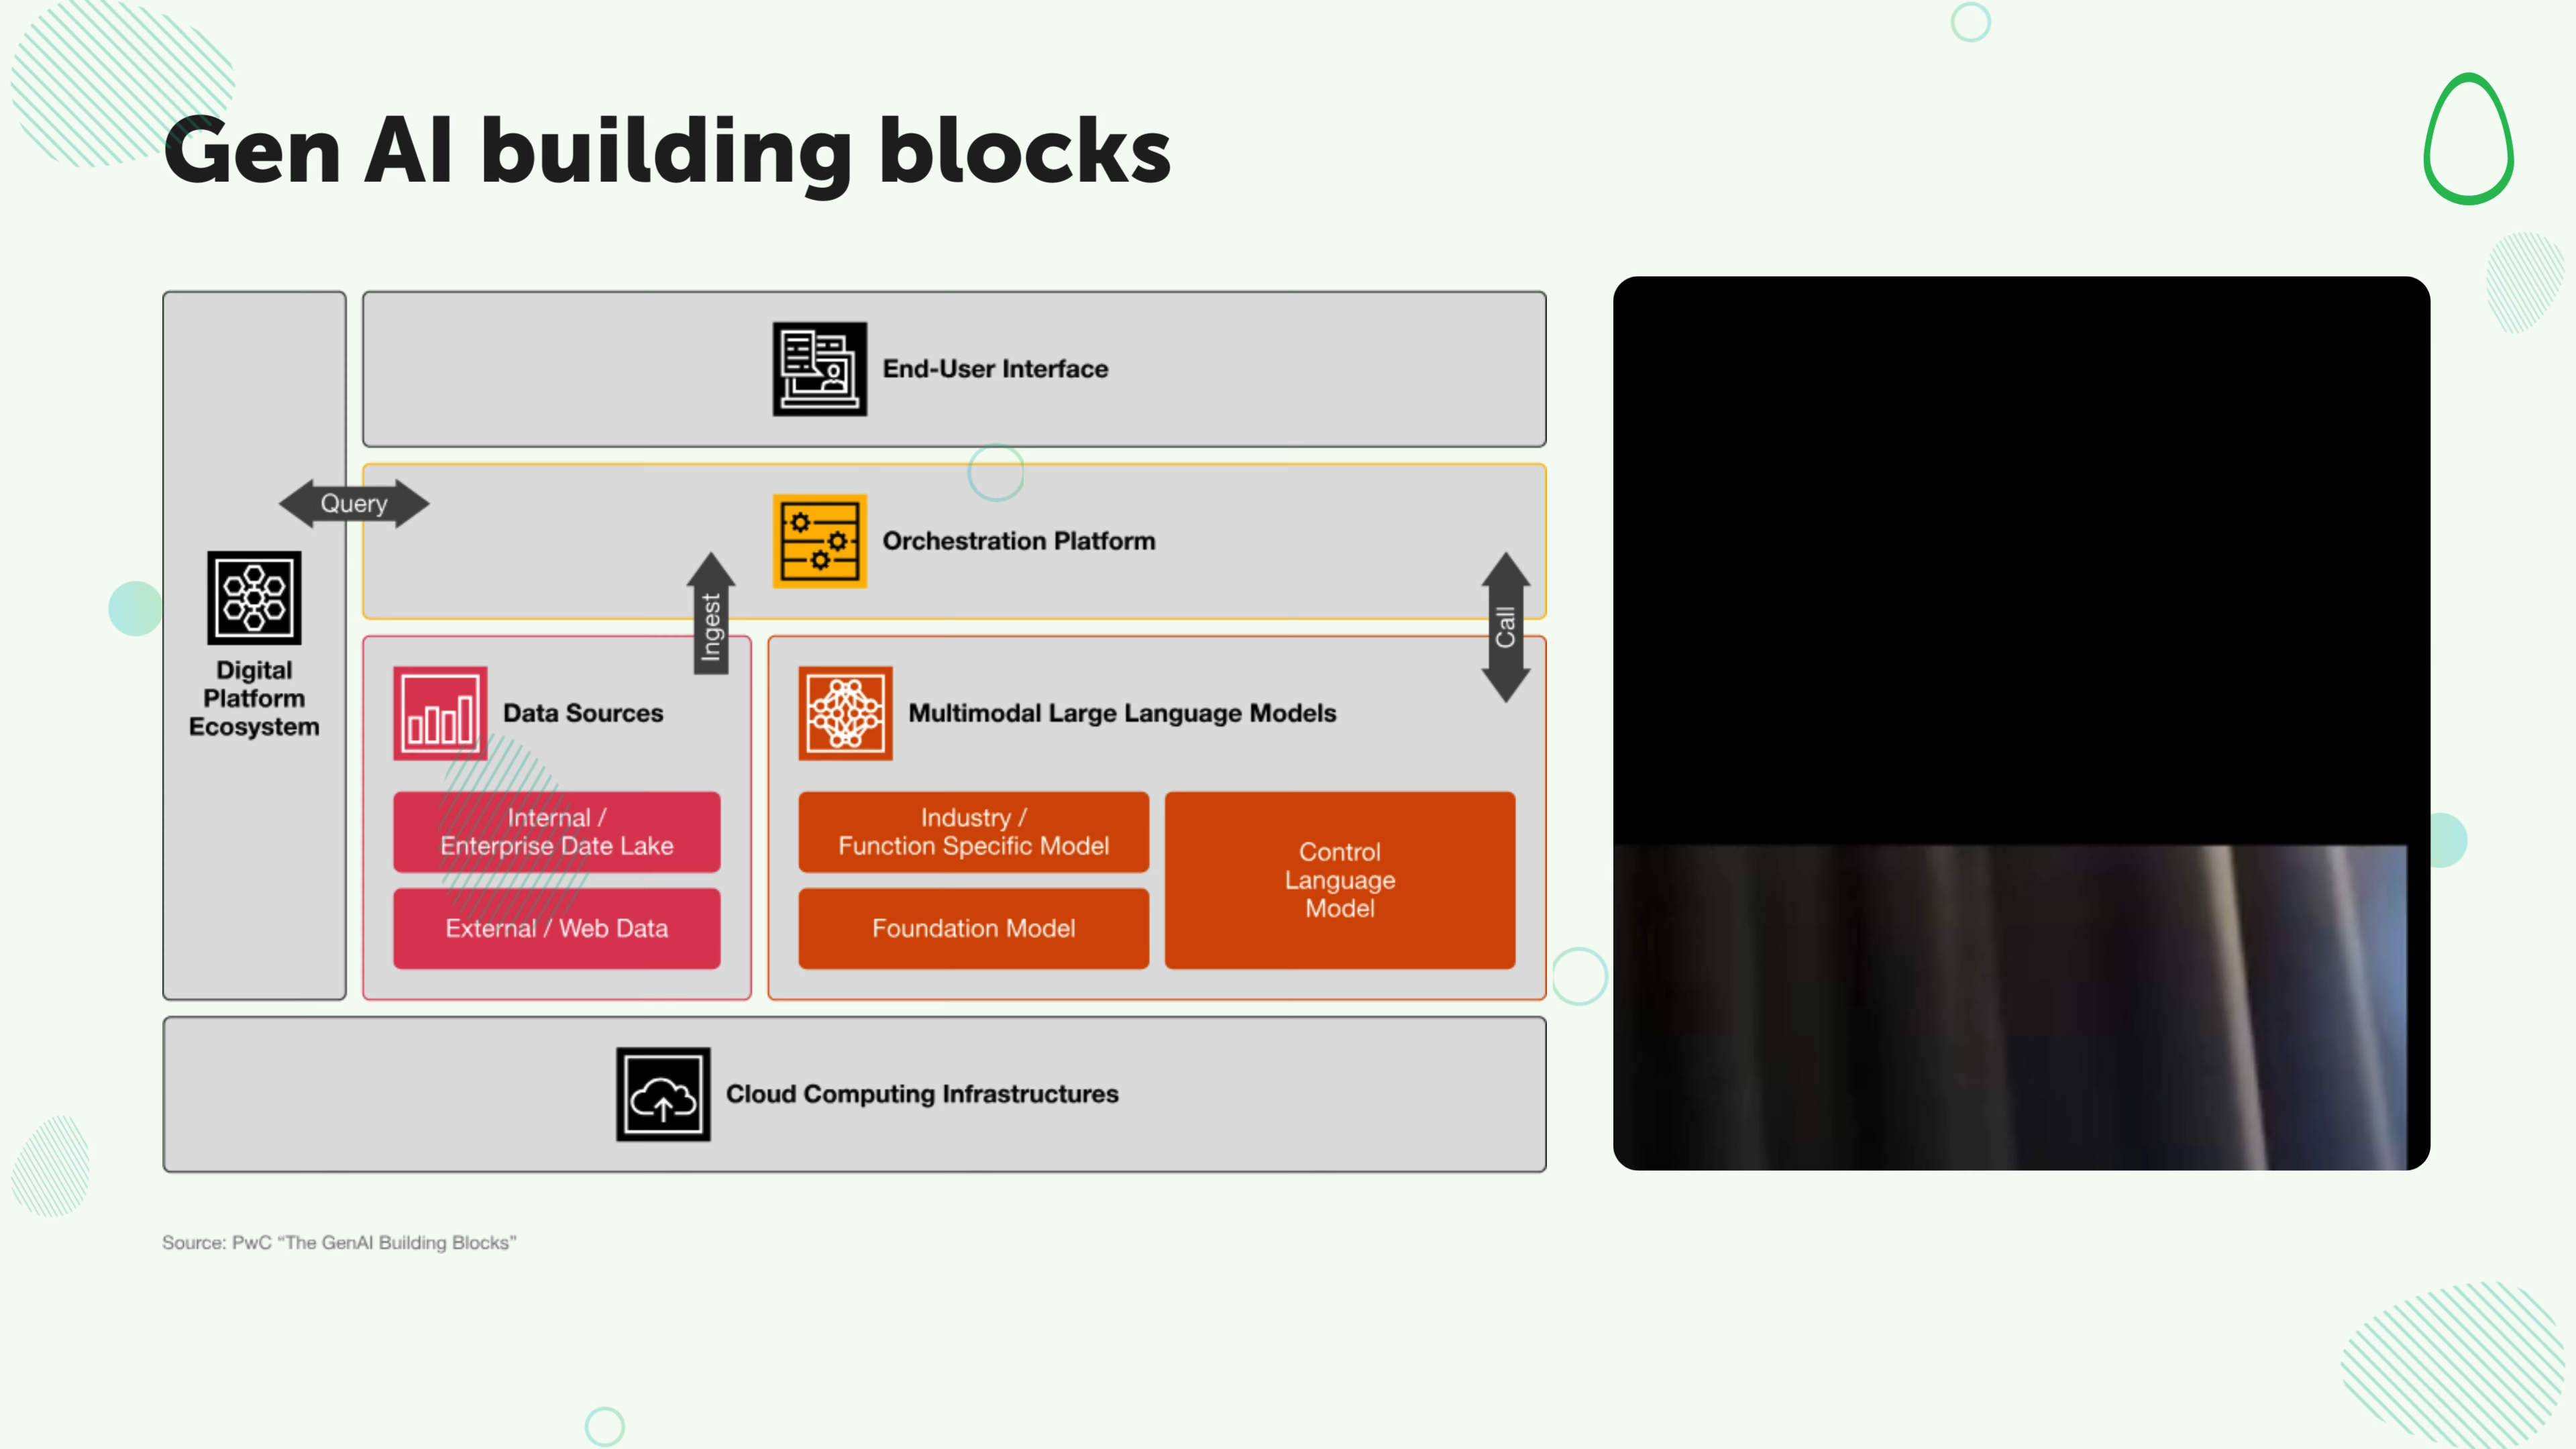 Gen AI building blocks
End-User Interface
Query
Orchestration Platform
Digital
Platform
Ecosystem
Ingest
Call
Data Sources
Internal /
Enterprise Date Lake
External / Web Data
Multimodal Large Language Models
Industry /
Function Specific Model
Foundation Model
Control
Language
Model
Cloud Computing Infrastructures
Source: PwC “The GenAI Building Blocks”